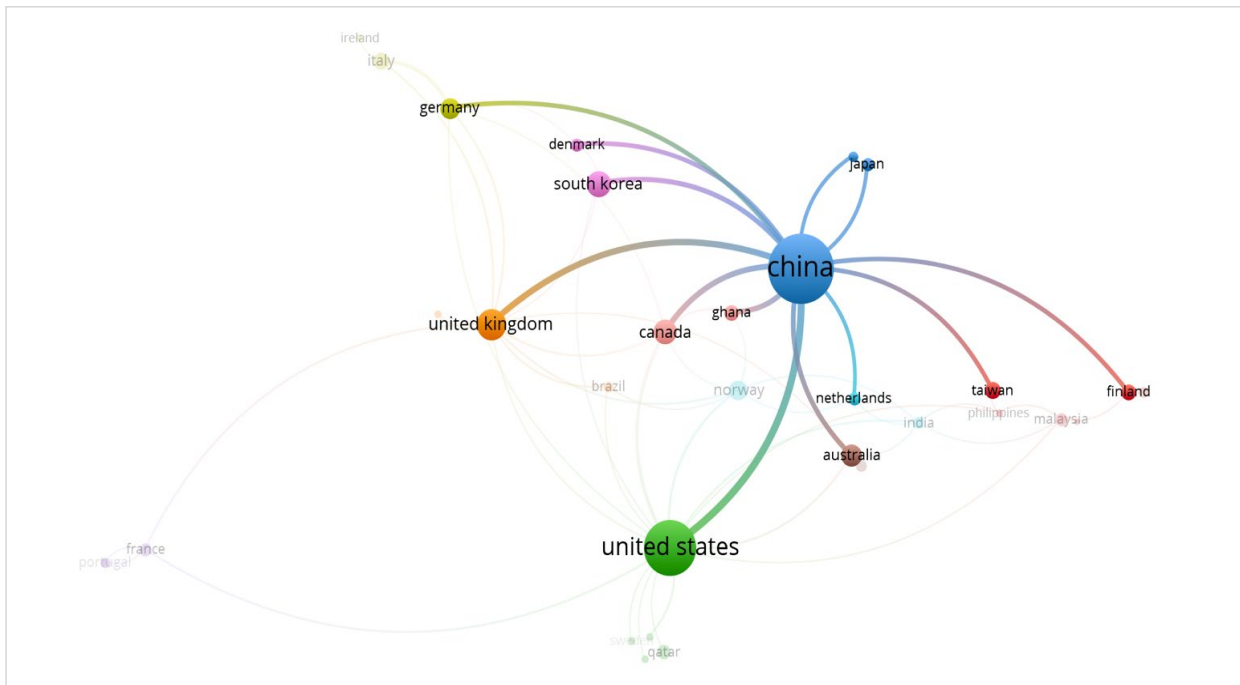 ireland
italy
germany
denmark
japan
south korea
china
ghana
united kingdom
canada
brazil
norway
netherlands
taiwan
finland
philippines
india
malaysia
australia
united states
france
portugal
sweden
qatar